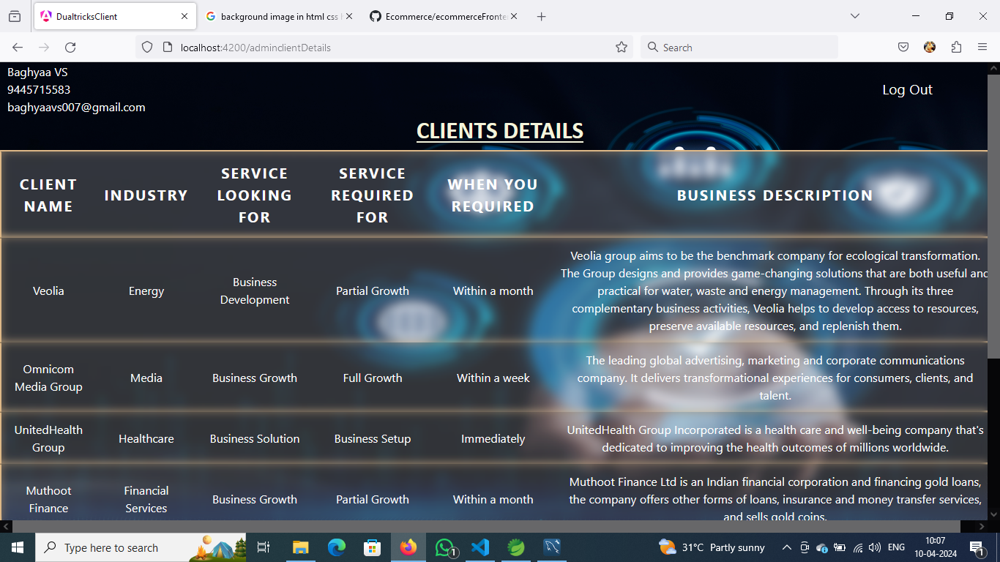 DualtricksClient
background image in html css
Ecommerce/ecommerceFronte
localhost:4200/adminclientDetails
Search
Baghyaa VS
9445715583
baghyaavs007@gmail.com
Log Out
CLIENTS DETAILS
CLIENT NAME
INDUSTRY
SERVICE LOOKING FOR
SERVICE REQUIRED FOR
WHEN YOU REQUIRED
BUSINESS DESCRIPTION
Veolia
Energy
Business
Development
Partial Growth
Within a month
Veolia group aims to be the benchmark company for ecological transformation.
The Group designs and provides game-changing solutions that are both useful and
practical for water, waste and energy management. Through its three
complementary business activities, Veolia helps to develop access to resources,
preserve available resources, and replenish them.
Omnicom
Media Group
Media
Business Growth
Full Growth
Within a week
The leading global advertising, marketing and corporate communications
company. It delivers transformational experiences for consumers, clients, and
talent.
UnitedHealth
Group
Healthcare
Business Solution
Business Setup
Immediately
UnitedHealth Group Incorporated is a health care and well-being company that's
dedicated to improving the health outcomes of millions worldwide.
Muthoot
Finance
Financial
Services
Business Growth
Partial Growth
Within a month
Muthoot Finance Ltd is an Indian financial corporation and financing gold loans,
the company offers other forms of loans, insurance and money transfer services,
and sells gold coins.
Type here to search
1
31°C Partly sunny
ENG
10:07
10-04-2024
1